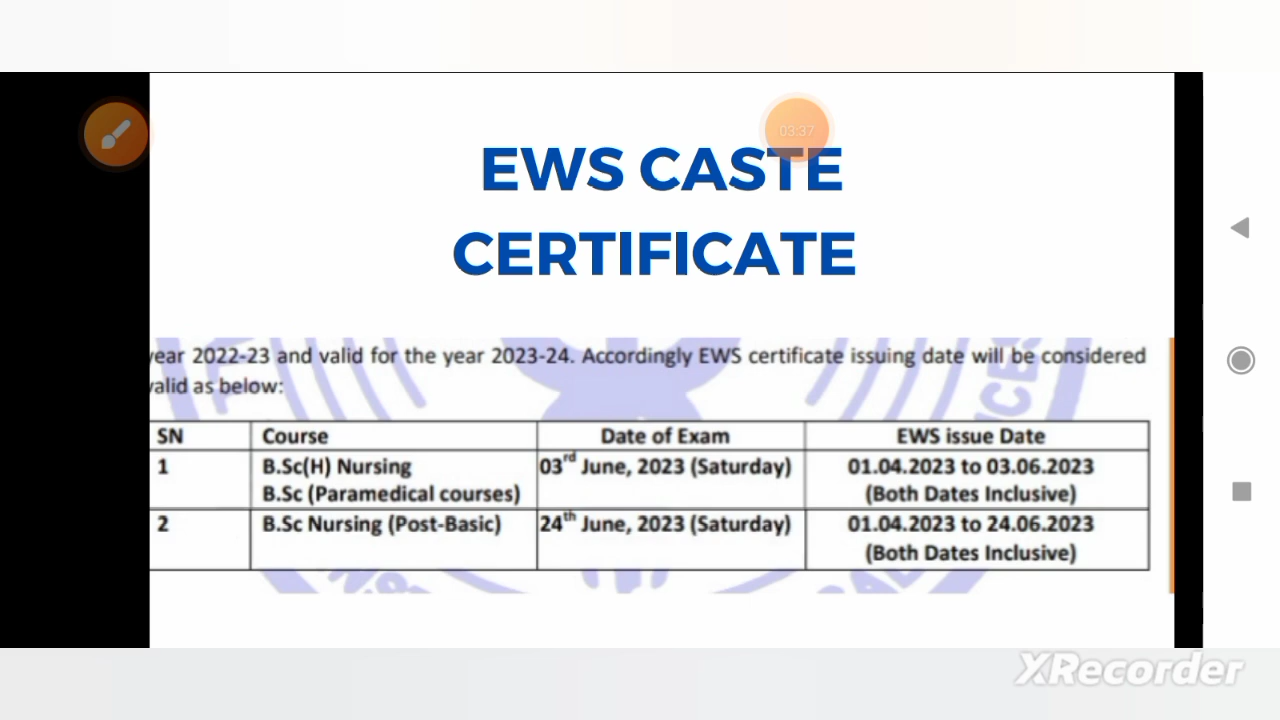 03:37
EWS CASTE
CERTIFICATE
year 2022-23 and valid for the year 2023-24. Accordingly EWS certificate issuing date will be considered
valid as below:
SN Course Date of Exam EWS issue Date
1 B.Sc(H) Nursing 03rd June, 2023 (Saturday) 01.04.2023 to 03.06.2023
B.Sc (Paramedical courses) (Both Dates Inclusive)
2 B.Sc Nursing (Post-Basic) 24th June, 2023 (Saturday) 01.04.2023 to 24.06.2023
(Both Dates Inclusive)
XRecorder